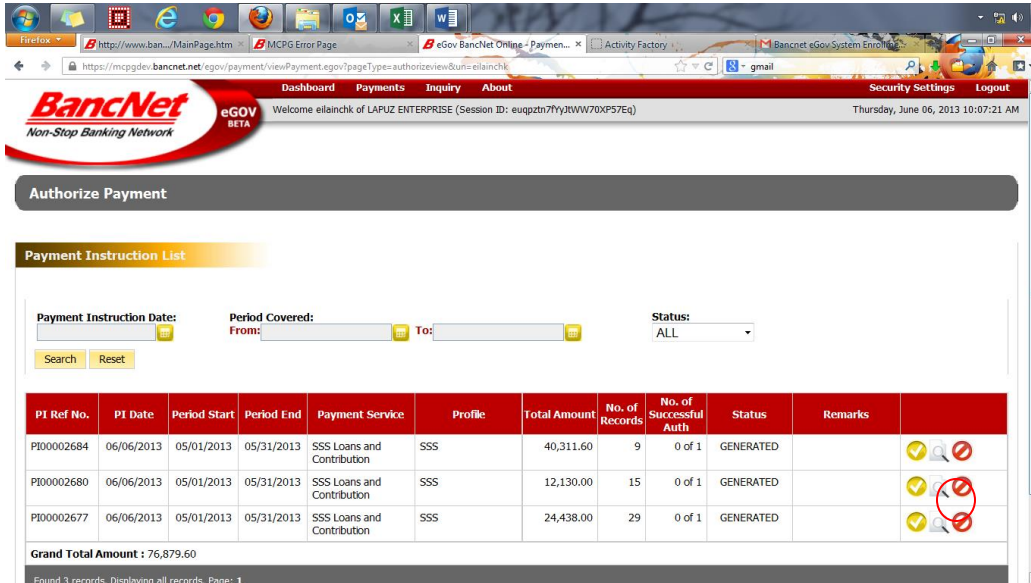 Firefox
http://www.ban.../MainPage.htm
MCPG Error Page
eGov BancNet Online - Paymen...
Activity Factory
Bancnet eGov System Enrollme...
https://mcpgdev.bancnet.net/egov/payment/viewPayment.egov?pageType=authorizeview&un=eilainchk
gmail
Dashboard Payments Inquiry About Security Settings Logout
BancNet
Non-Stop Banking Network
eGOV
BETA
Welcome eilainchk of LAPUZ ENTERPRISE (Session ID: euqpztn7fYyJtWW70XP57Eq) Thursday, June 06, 2013 10:07:21 AM
Authorize Payment
Payment Instruction List
Payment Instruction Date: Period Covered: Status:
From: To: ALL
Search Reset
PI Ref No. PI Date Period Start Period End Payment Service Profile Total Amount No. of Records No. of Successful Auth Status Remarks
PI00002684 06/06/2013 05/01/2013 05/31/2013 SSS Loans and Contribution SSS 40,311.60 9 0 of 1 GENERATED
PI00002680 06/06/2013 05/01/2013 05/31/2013 SSS Loans and Contribution SSS 12,130.00 15 0 of 1 GENERATED
PI00002677 06/06/2013 05/01/2013 05/31/2013 SSS Loans and Contribution SSS 24,438.00 29 0 of 1 GENERATED
Grand Total Amount : 76,879.60
Found 3 records. Displaying all records. Page: 1